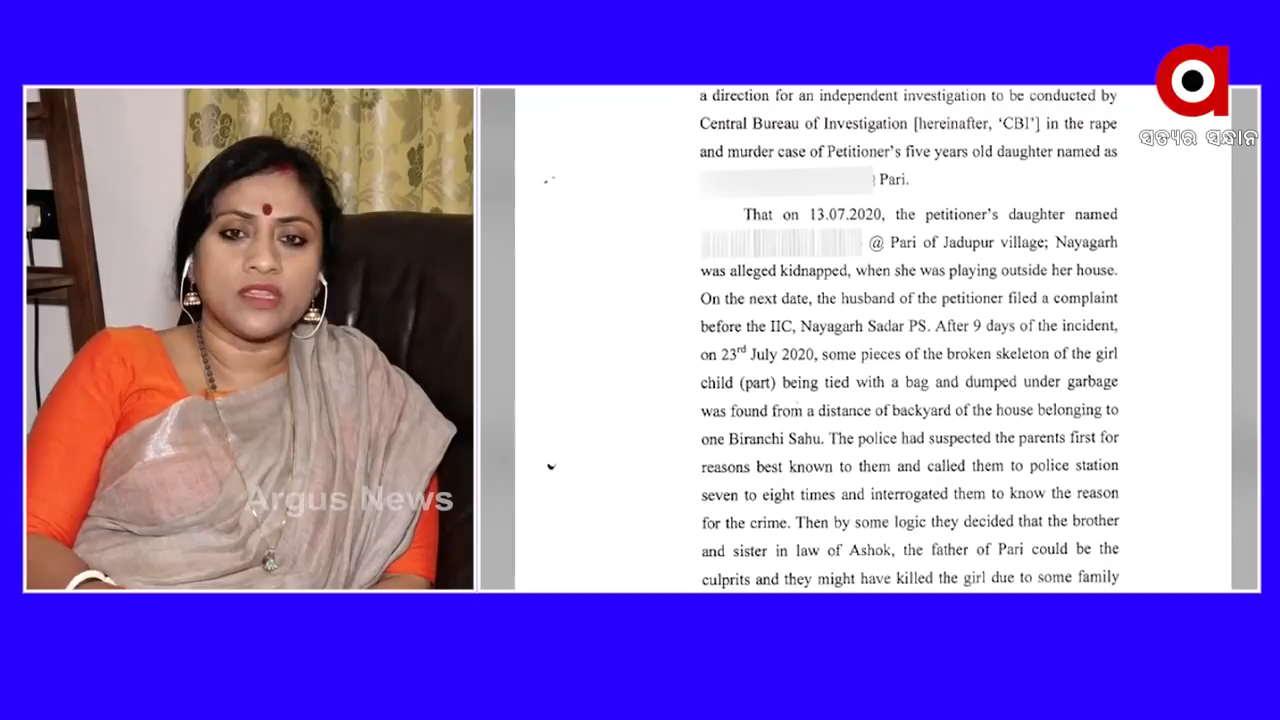 ସତ୍ୟର ସନ୍ଧାନ
a direction for an independent investigation to be conducted by
Central Bureau of Investigation [hereinafter, ‘CBI’] in the rape
and murder case of Petitioner’s five years old daughter named as
Pari.
That on 13.07.2020, the petitioner’s daughter named
@ Pari of Jadupur village; Nayagarh
was alleged kidnapped, when she was playing outside her house.
On the next date, the husband of the petitioner filed a complaint
before the IIC, Nayagarh Sadar PS. After 9 days of the incident,
on 23rd July 2020, some pieces of the broken skeleton of the girl
child (part) being tied with a bag and dumped under garbage
was found from a distance of backyard of the house belonging to
one Biranchi Sahu. The police had suspected the parents first for
reasons best known to them and called them to police station
seven to eight times and interrogated them to know the reason
for the crime. Then by some logic they decided that the brother
and sister in law of Ashok, the father of Pari could be the
culprits and they might have killed the girl due to some family
Argus News